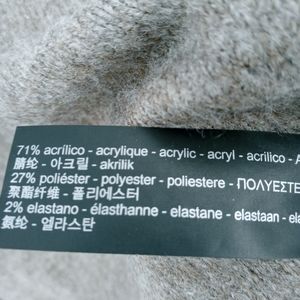 71% acrílico - acrylique - acrylic - acryl - acrilico -
腈纶 - 아크릴 - akrilik
27% poliéster - polyester - poliestere - ΠΟΛΥΕΣΤΕ
聚酯纤维 - 폴리에스터
2% elastano - élasthanne - elastane - elastaan - el
氨纶 - 엘라스탄